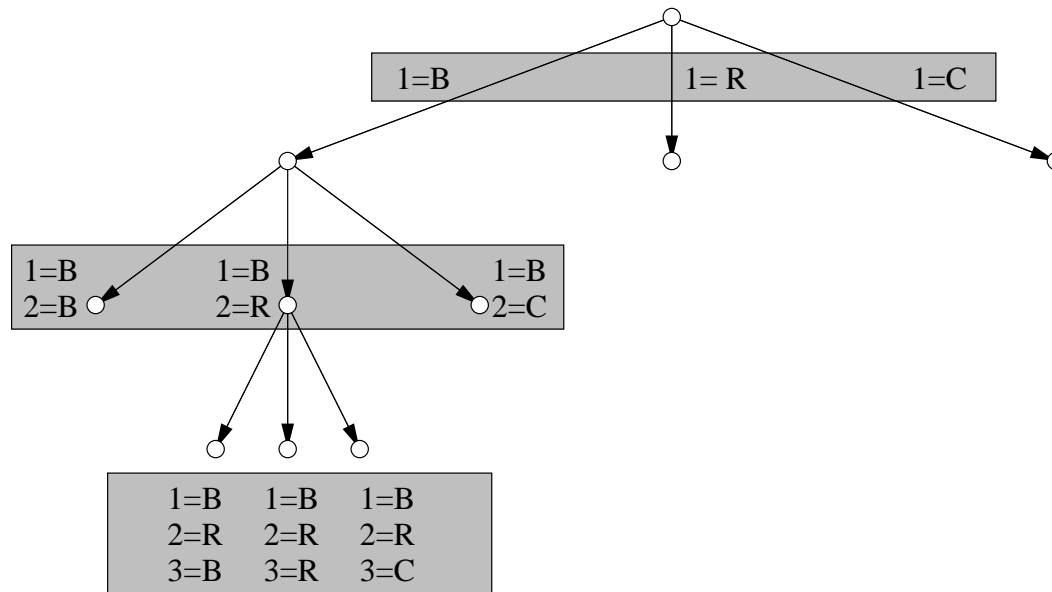 1=B 1= R 1=C
1=B 1=B 1=B
2=B 2=R 2=C
1=B 1=B 1=B
2=R 2=R 2=R
3=B 3=R 3=C